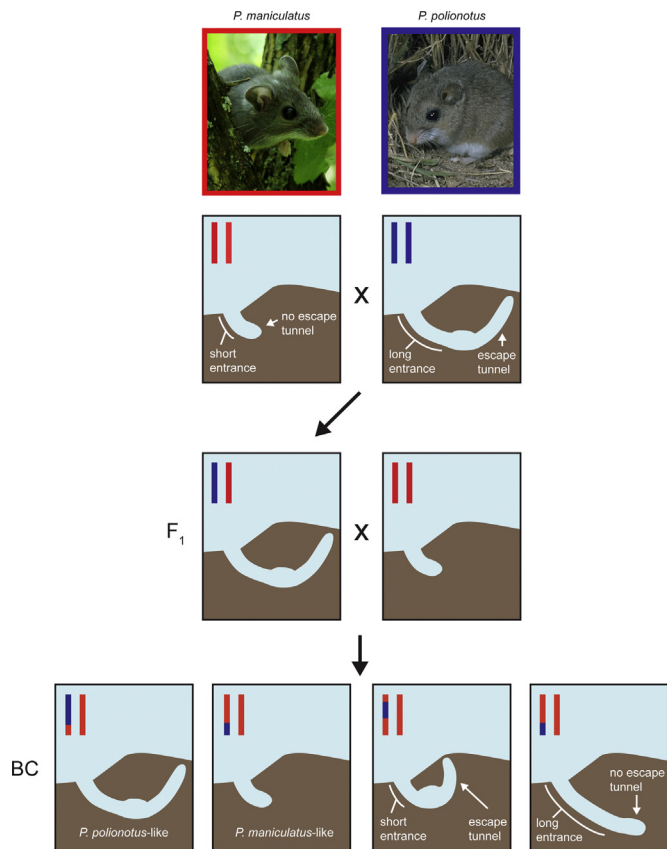 P. maniculatus
P. polionotus
no escape
tunnel
short
entrance
X
long
entrance
escape
tunnel
F1
X
BC
P. polionotus-like
P. maniculatus-like
short
entrance
escape
tunnel
no escape
tunnel
long
entrance